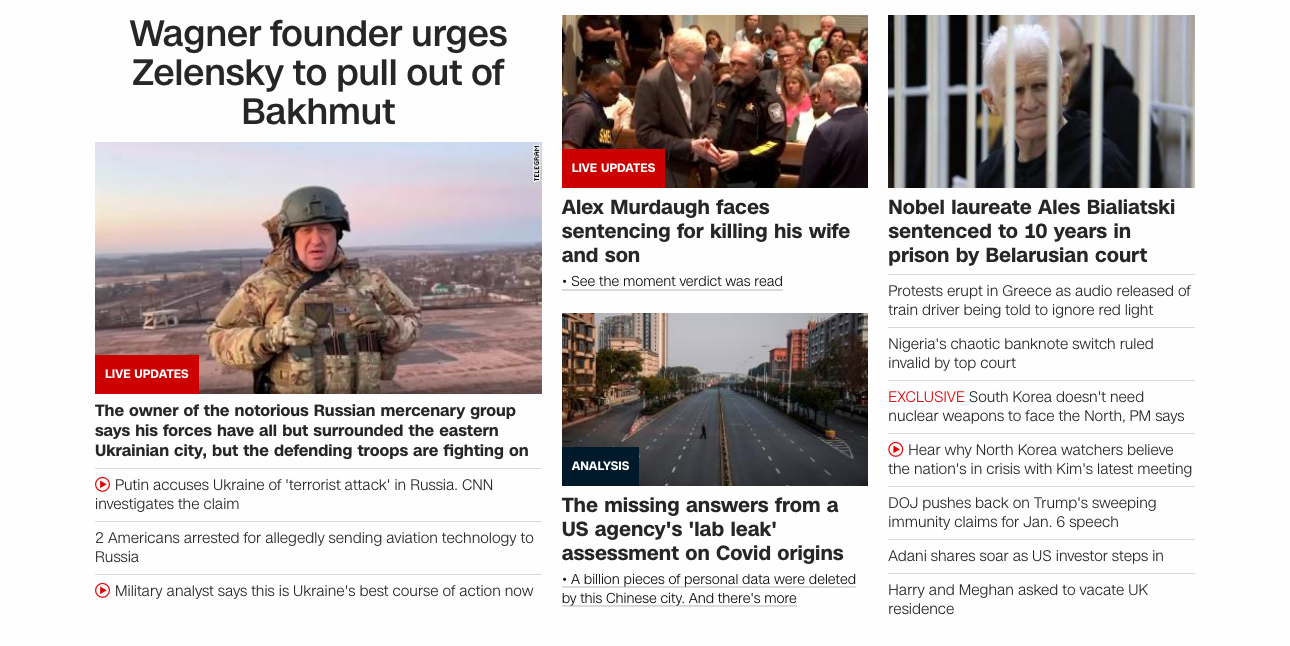 Wagner founder urges
Zelensky to pull out of
Bakhmut
TELEGRAM
LIVE UPDATES
The owner of the notorious Russian mercenary group
says his forces have all but surrounded the eastern
Ukrainian city, but the defending troops are fighting on
Putin accuses Ukraine of 'terrorist attack' in Russia. CNN
investigates the claim
2 Americans arrested for allegedly sending aviation technology to
Russia
Military analyst says this is Ukraine's best course of action now
LIVE UPDATES
Alex Murdaugh faces
sentencing for killing his wife
and son
• See the moment verdict was read
ANALYSIS
The missing answers from a
US agency's 'lab leak'
assessment on Covid origins
• A billion pieces of personal data were deleted
by this Chinese city. And there's more
Nobel laureate Ales Bialiatski
sentenced to 10 years in
prison by Belarusian court
Protests erupt in Greece as audio released of
train driver being told to ignore red light
Nigeria's chaotic banknote switch ruled
invalid by top court
EXCLUSIVE South Korea doesn't need
nuclear weapons to face the North, PM says
Hear why North Korea watchers believe
the nation's in crisis with Kim's latest meeting
DOJ pushes back on Trump's sweeping
immunity claims for Jan. 6 speech
Adani shares soar as US investor steps in
Harry and Meghan asked to vacate UK
residence